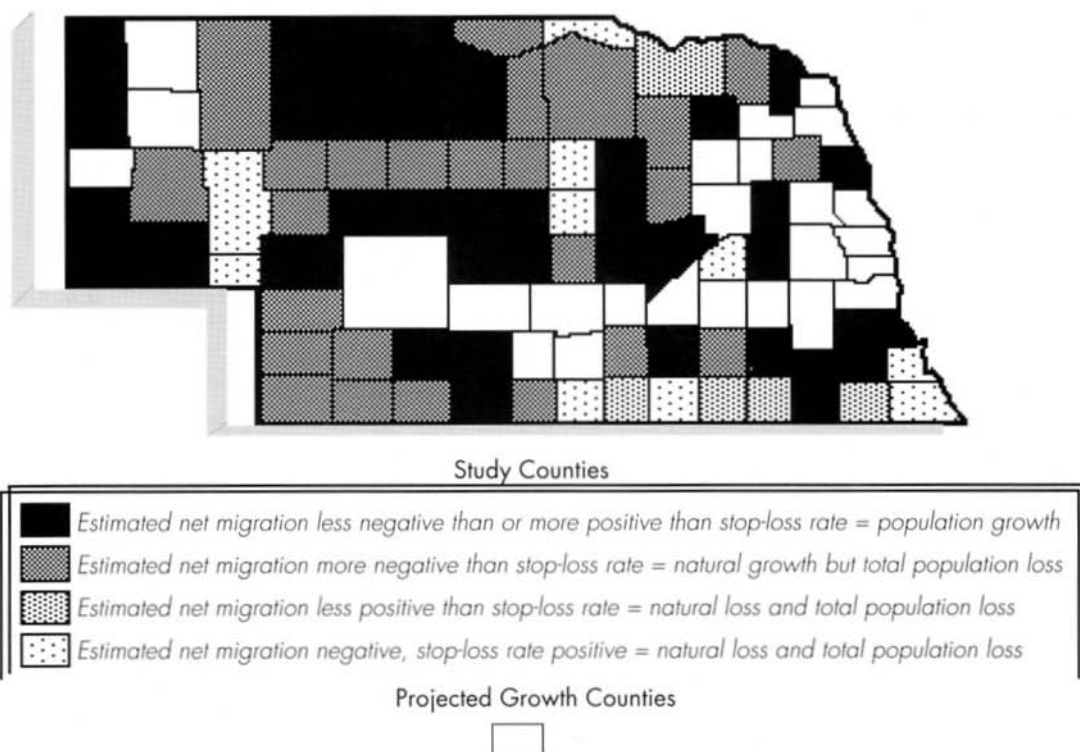 Study Counties
Estimated net migration less negative than or more positive than stop-loss rate = population growth
Estimated net migration more negative than stop-loss rate = natural growth but total population loss
Estimated net migration less positive than stop-loss rate = natural loss and total population loss
Estimated net migration negative, stop-loss rate positive = natural loss and total population loss
Projected Growth Counties